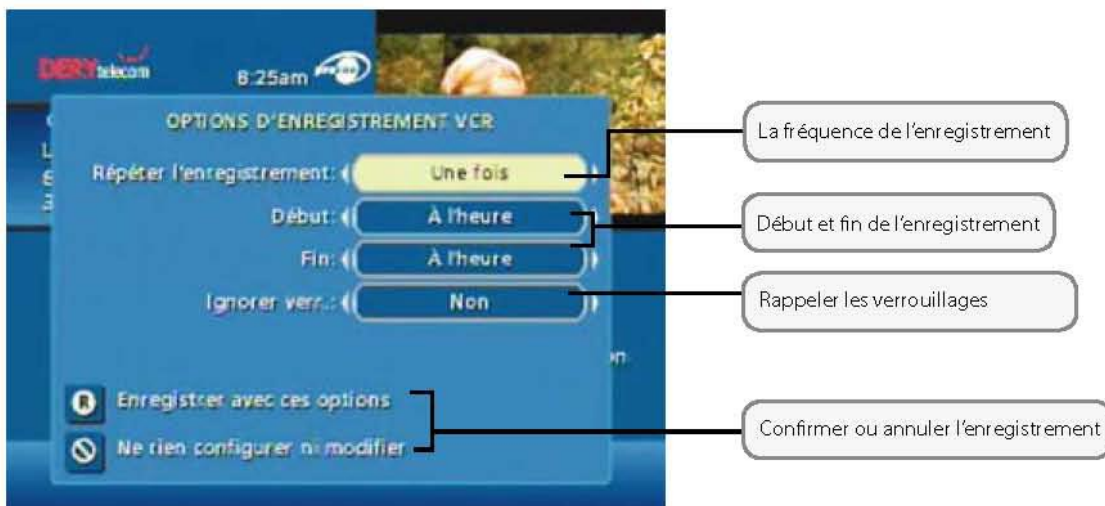 DERYtelecom
8:25am
OPTIONS D'ENREGISTREMENT VCR
Répéter l'enregistrement: Une fois
Début: À l'heure
Fin: À l'heure
Ignorer verr.: Non
R Enregistrer avec ces options
Ne rien configurer ni modifier
La fréquence de l'enregistrement
Début et fin de l'enregistrement
Rappeler les verrouillages
Confirmer ou annuler l'enregistrement